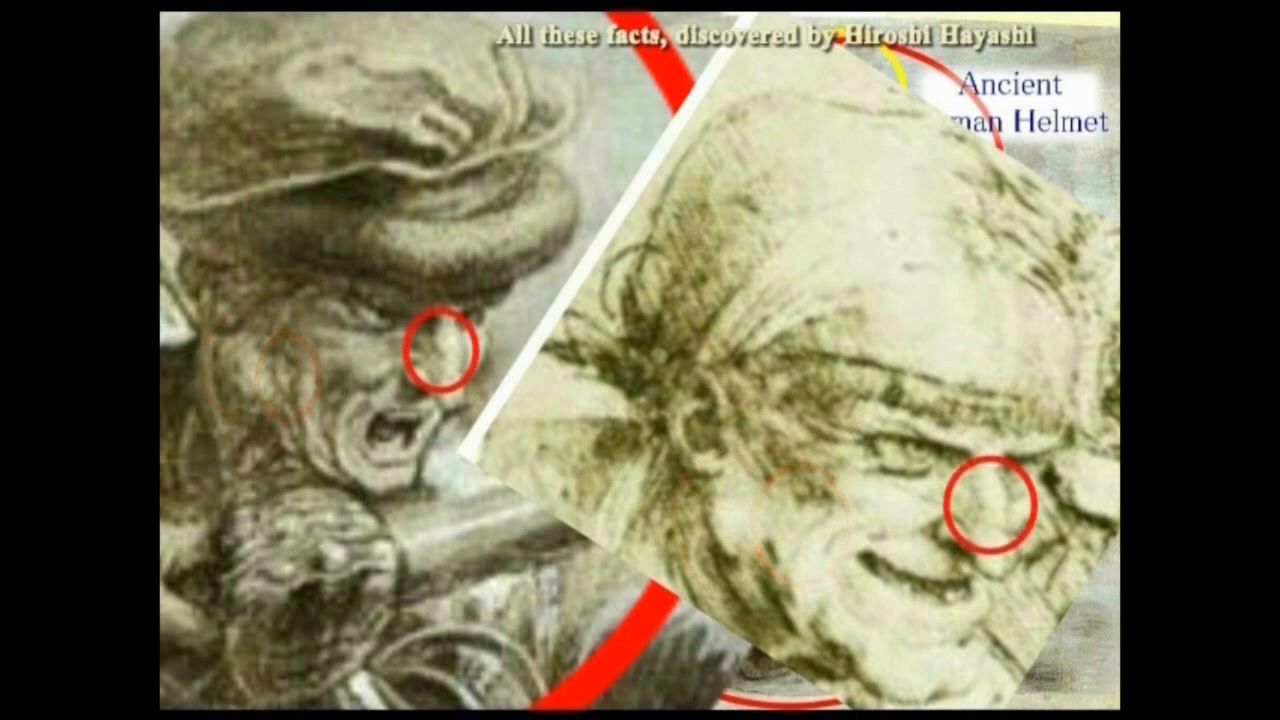 All these facts, discovered by Hiroshi Hayashi
Ancient
man Helmet